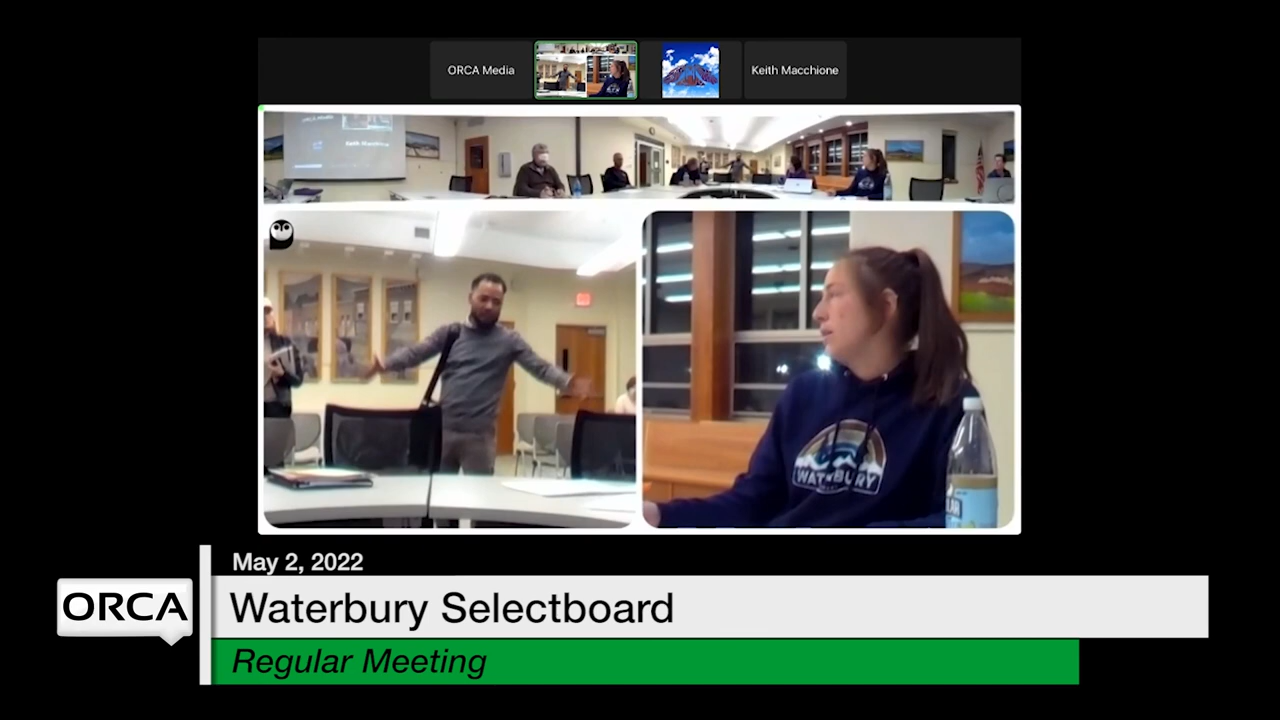 ORCA Media
Keith Macchione
WATERBURY
May 2, 2022
ORCA
Waterbury Selectboard
Regular Meeting